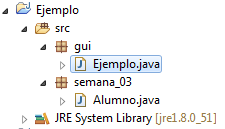 Ejemplo
src
gui
Ejemplo.java
semana_03
Alumno.java
JRE System Library [jre1.8.0_51]